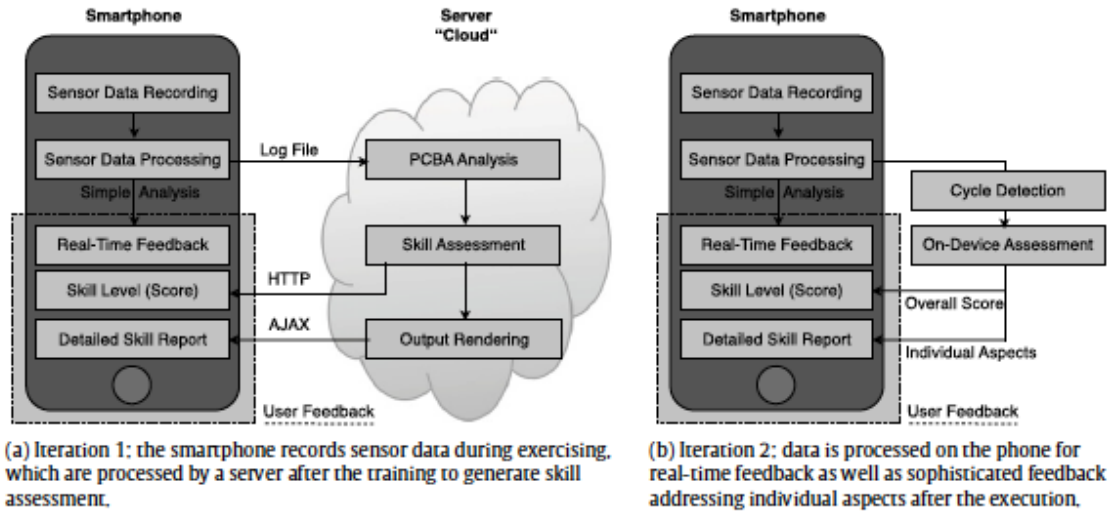 Smartphone
Server
"Cloud"
Sensor Data Recording
Sensor Data Processing
Log File
PCBA Analysis
Simple Analysis
Real-Time Feedback
Skill Assessment
HTTP
Skill Level (Score)
AJAX
Detailed Skill Report
Output Rendering
User Feedback
(a) Iteration 1: the smartphone records sensor data during exercising,
which are processed by a server after the training to generate skill
assessment.
Smartphone
Sensor Data Recording
Sensor Data Processing
Simple Analysis
Cycle Detection
Real-Time Feedback
On-Device Assessment
Skill Level (Score)
Overall Score
Detailed Skill Report
Individual Aspects
User Feedback
(b) Iteration 2: data is processed on the phone for
real-time feedback as well as sophisticated feedback
addressing individual aspects after the execution.